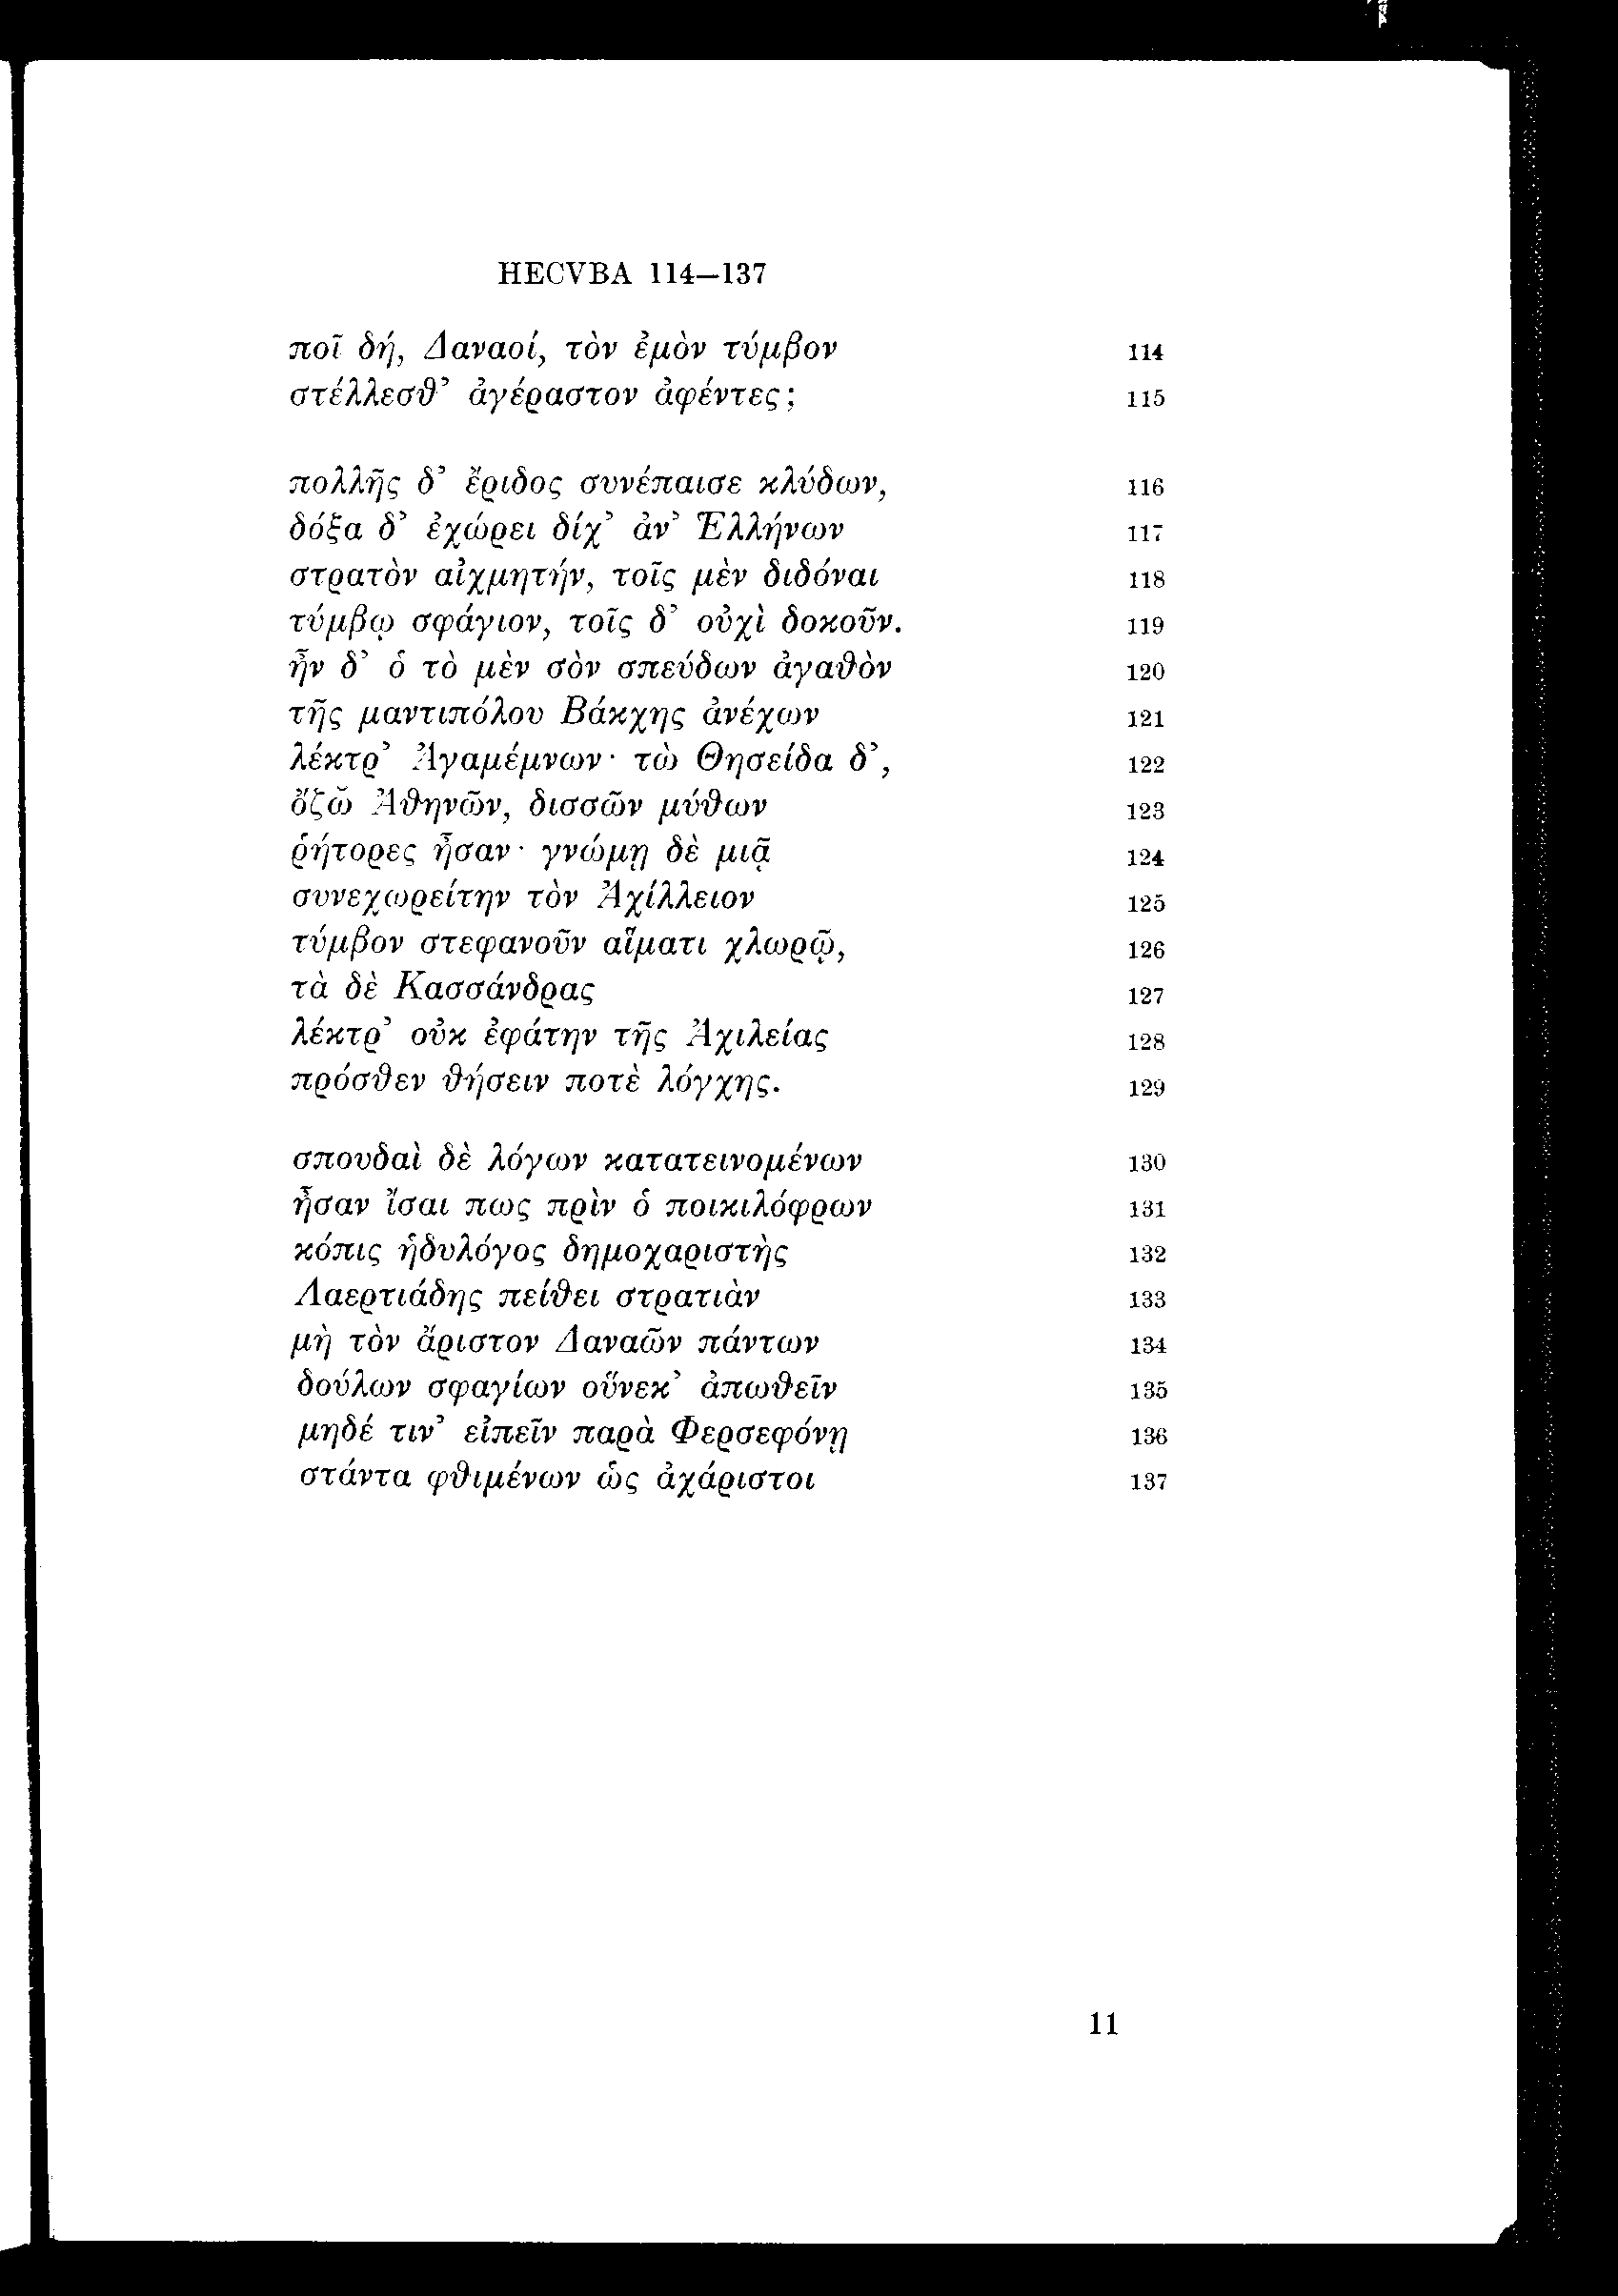 HECVBA 114–137
ποῖ δή, Δαναοί, τὸν ἐμὸν τύμβον 114
στέλλεσθ’ ἀγέραστον ἀφέντες; 115
πολλῆς δ’ ἔριδος συνέπαισε κλύδων, 116
δόξα δ’ ἐχώρει δίχ’ ἀν’ Ἑλλήνων 117
στρατὸν αἰχμητήν, τοῖς μὲν διδόναι 118
τύμβῳ σφάγιον, τοῖς δ’ οὐχὶ δοκοῦν. 119
ἦν δ’ ὁ τὸ μὲν σὸν σπεύδων ἀγαθὸν 120
τῆς μαντιπόλου Βάκχης ἀνέχων 121
λέκτρ’ Ἀγαμέμνων· τὼ Θησείδα δ’, 122
ὄζω Ἀθηνῶν, δισσῶν μύθων 123
ῥήτορες ἦσαν· γνώμῃ δὲ μιᾷ 124
συνεχωρείτην τὸν Ἀχίλλειον 125
τύμβον στεφανοῦν αἵματι χλωρῷ, 126
τὰ δὲ Κασσάνδρας 127
λέκτρ’ οὐκ ἐφάτην τῆς Ἀχιλείας 128
πρόσθεν θήσειν ποτὲ λόγχης. 129
σπουδαὶ δὲ λόγων κατατεινομένων 130
ἦσαν ἴσαι πως πρὶν ὁ ποικιλόφρων 131
κόπις ἡδυλόγος δημοχαριστὴς 132
Λαερτιάδης πείθει στρατιὰν 133
μὴ τὸν ἄριστον Δαναῶν πάντων 134
δούλων σφαγίων οὕνεκ’ ἀπωθεῖν 135
μηδέ τιν’ εἰπεῖν παρὰ Φερσεφόνῃ 136
στάντα φθιμένων ὡς ἀχάριστοι 137
11